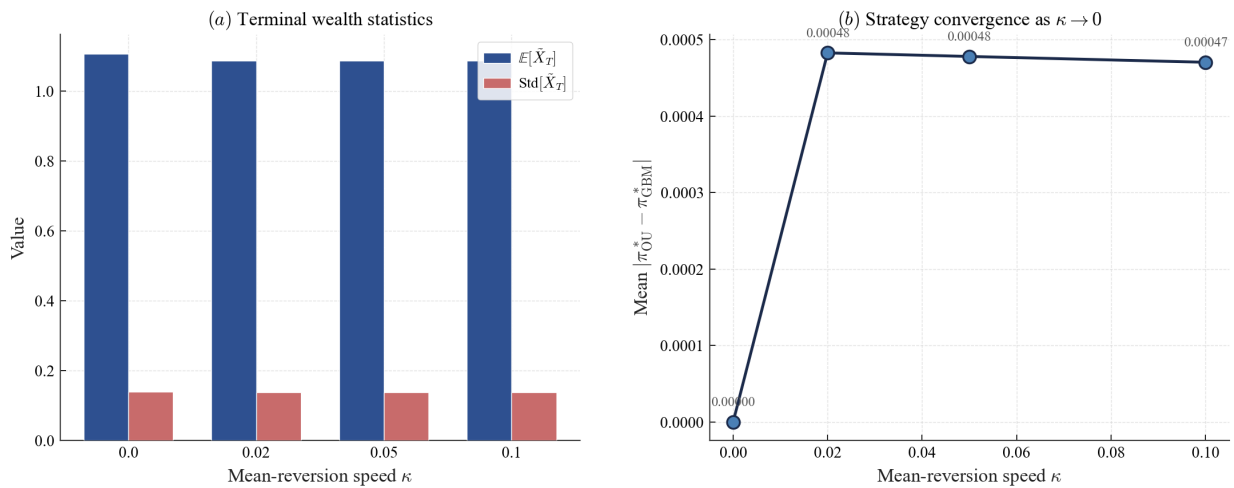 (a) Terminal wealth statistics
𝔼[X̃_T]
Std[X̃_T]
1.0
0.8
0.6
0.4
0.2
0.0
Value
0.0 0.02 0.05 0.1
Mean-reversion speed κ
(b) Strategy convergence as κ → 0
0.00048 0.00048 0.00047
0.00000
0.0005
0.0004
0.0003
0.0002
0.0001
0.0000
Mean |π*_OU − π*_GBM|
0.00 0.02 0.04 0.06 0.08 0.10
Mean-reversion speed κ